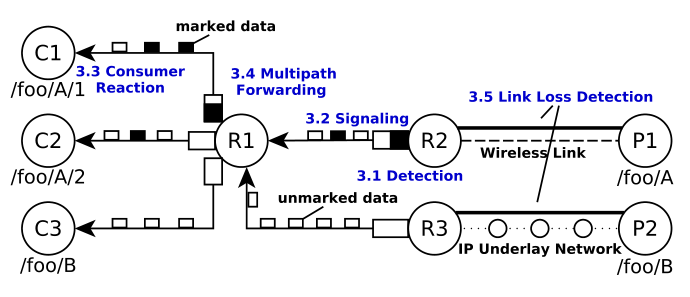 marked data
C1
3.3 Consumer
Reaction
/foo/A/1
3.4 Multipath
Forwarding
3.5 Link Loss Detection
3.2 Signaling
C2
R1
R2
P1
Wireless Link
/foo/A/2
3.1 Detection
/foo/A
unmarked data
C3
R3
P2
IP Underlay Network
/foo/B
/foo/B